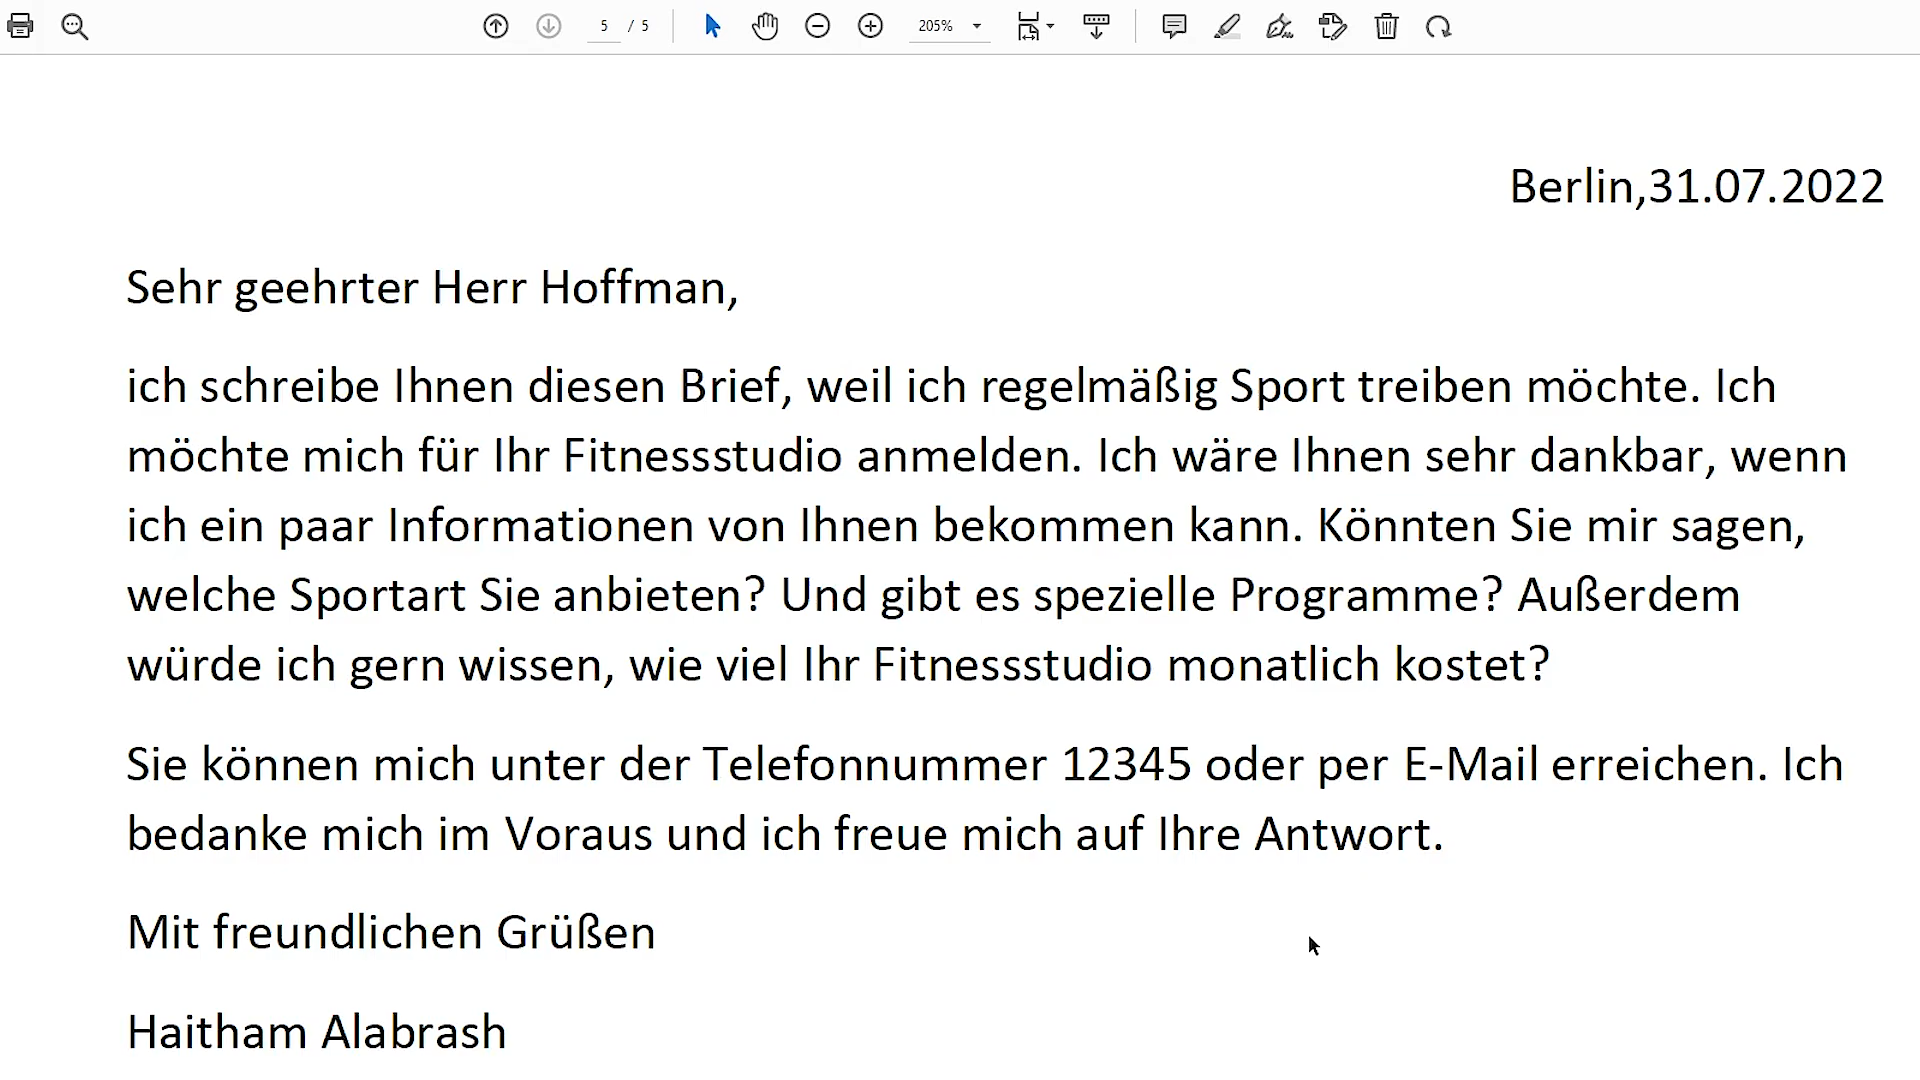 5 / 5
205%
Berlin,31.07.2022
Sehr geehrter Herr Hoffman,
ich schreibe Ihnen diesen Brief, weil ich regelmäßig Sport treiben möchte. Ich
möchte mich für Ihr Fitnessstudio anmelden. Ich wäre Ihnen sehr dankbar, wenn
ich ein paar Informationen von Ihnen bekommen kann. Könnten Sie mir sagen,
welche Sportart Sie anbieten? Und gibt es spezielle Programme? Außerdem
würde ich gern wissen, wie viel Ihr Fitnessstudio monatlich kostet?
Sie können mich unter der Telefonnummer 12345 oder per E-Mail erreichen. Ich
bedanke mich im Voraus und ich freue mich auf Ihre Antwort.
Mit freundlichen Grüßen
Haitham Alabrash